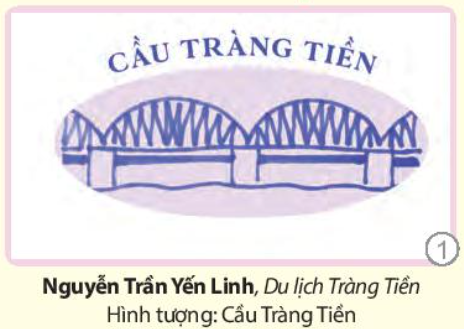 CẦU TRÀNG TIỀN
1
Nguyễn Trần Yến Linh, Du lịch Tràng Tiền
Hình tượng: Cầu Tràng Tiền